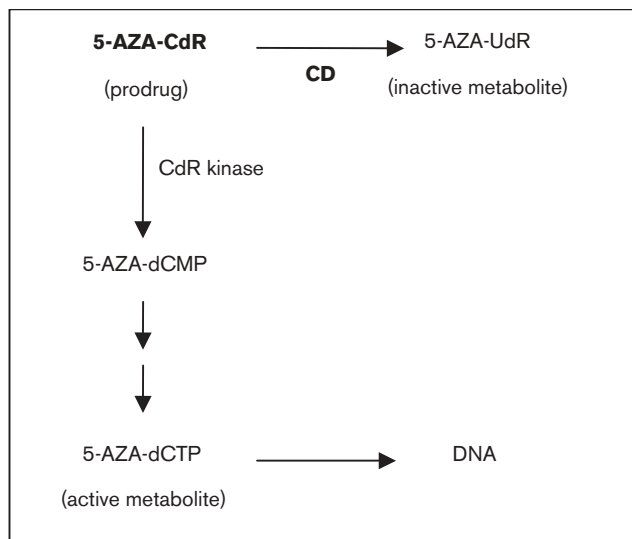 5-AZA-CdR
5-AZA-UdR
CD
(prodrug)
(inactive metabolite)
CdR kinase
5-AZA-dCMP
5-AZA-dCTP
DNA
(active metabolite)